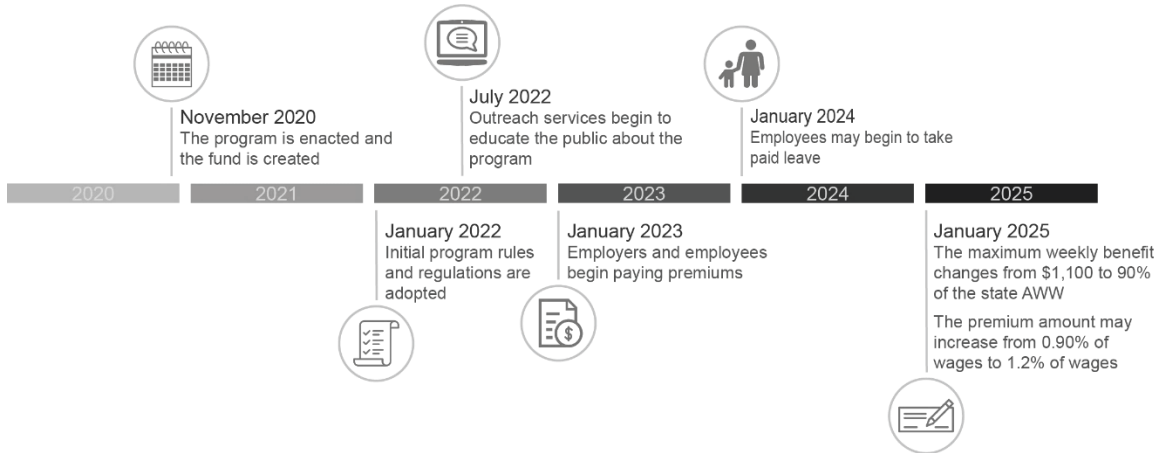 July 2022
Outreach services begin to
educate the public about the
program
November 2020
The program is enacted and
the fund is created
January 2024
Employees may begin to take
paid leave
2020
2021
2022
2023
2024
2025
January 2022
Initial program rules
and regulations are
adopted
January 2023
Employers and employees
begin paying premiums
January 2025
The maximum weekly benefit
changes from $1,100 to 90%
of the state AWW
The premium amount may
increase from 0.90% of
wages to 1.2% of wages
$